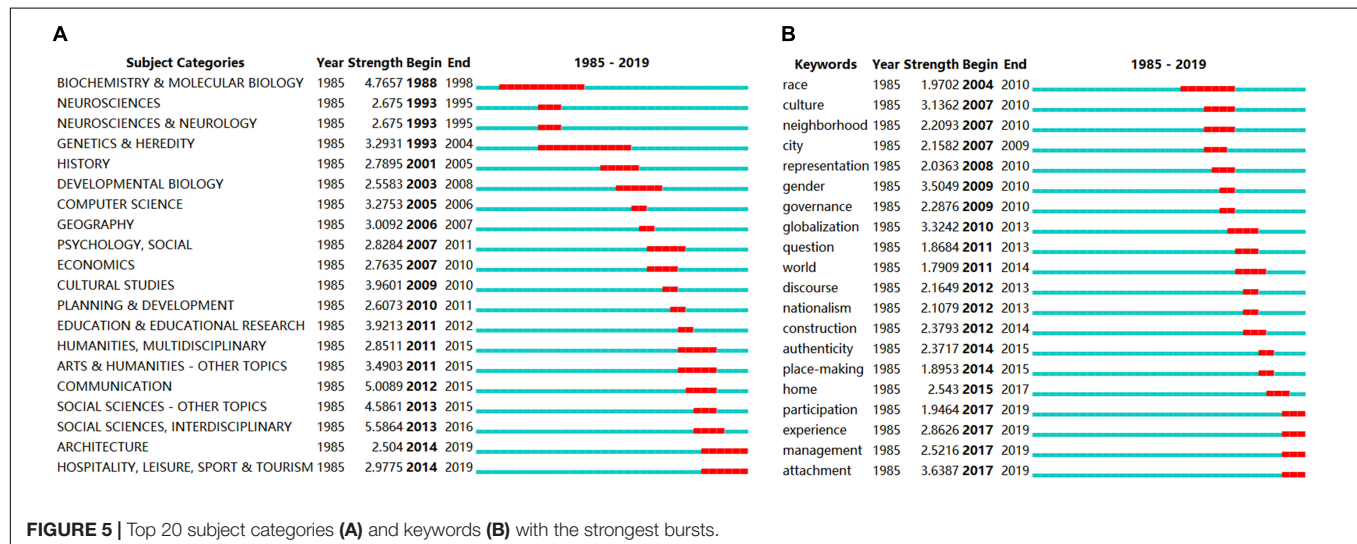 A
Subject Categories Year Strength Begin End 1985 - 2019
BIOCHEMISTRY & MOLECULAR BIOLOGY 1985 4.7657 1988 1998
NEUROSCIENCES 1985 2.675 1993 1995
NEUROSCIENCES & NEUROLOGY 1985 2.675 1993 1995
GENETICS & HEREDITY 1985 3.2931 1993 2004
HISTORY 1985 2.7895 2001 2005
DEVELOPMENTAL BIOLOGY 1985 2.5583 2003 2008
COMPUTER SCIENCE 1985 3.2753 2005 2006
GEOGRAPHY 1985 3.0092 2006 2007
PSYCHOLOGY, SOCIAL 1985 2.8284 2007 2011
ECONOMICS 1985 2.7635 2007 2010
CULTURAL STUDIES 1985 3.9601 2009 2010
PLANNING & DEVELOPMENT 1985 2.6073 2010 2011
EDUCATION & EDUCATIONAL RESEARCH 1985 3.9213 2011 2012
HUMANITIES, MULTIDISCIPLINARY 1985 2.8511 2011 2015
ARTS & HUMANITIES - OTHER TOPICS 1985 3.4903 2011 2015
COMMUNICATION 1985 5.0089 2012 2015
SOCIAL SCIENCES - OTHER TOPICS 1985 4.5861 2013 2015
SOCIAL SCIENCES, INTERDISCIPLINARY 1985 5.5864 2013 2016
ARCHITECTURE 1985 2.504 2014 2019
HOSPITALITY, LEISURE, SPORT & TOURISM 1985 2.9775 2014 2019
B
Keywords Year Strength Begin End 1985 - 2019
race 1985 1.9702 2004 2010
culture 1985 3.1362 2007 2010
neighborhood 1985 2.2093 2007 2010
city 1985 2.1582 2007 2009
representation 1985 2.0363 2008 2010
gender 1985 3.5049 2009 2010
governance 1985 2.2876 2009 2010
globalization 1985 3.3242 2010 2013
question 1985 1.8684 2011 2013
world 1985 1.7909 2011 2014
discourse 1985 2.1649 2012 2013
nationalism 1985 2.1079 2012 2013
construction 1985 2.3793 2012 2014
authenticity 1985 2.3717 2014 2015
place-making 1985 1.8953 2014 2015
home 1985 2.543 2015 2017
participation 1985 1.9464 2017 2019
experience 1985 2.8626 2017 2019
management 1985 2.5216 2017 2019
attachment 1985 3.6387 2017 2019
FIGURE 5 | Top 20 subject categories (A) and keywords (B) with the strongest bursts.